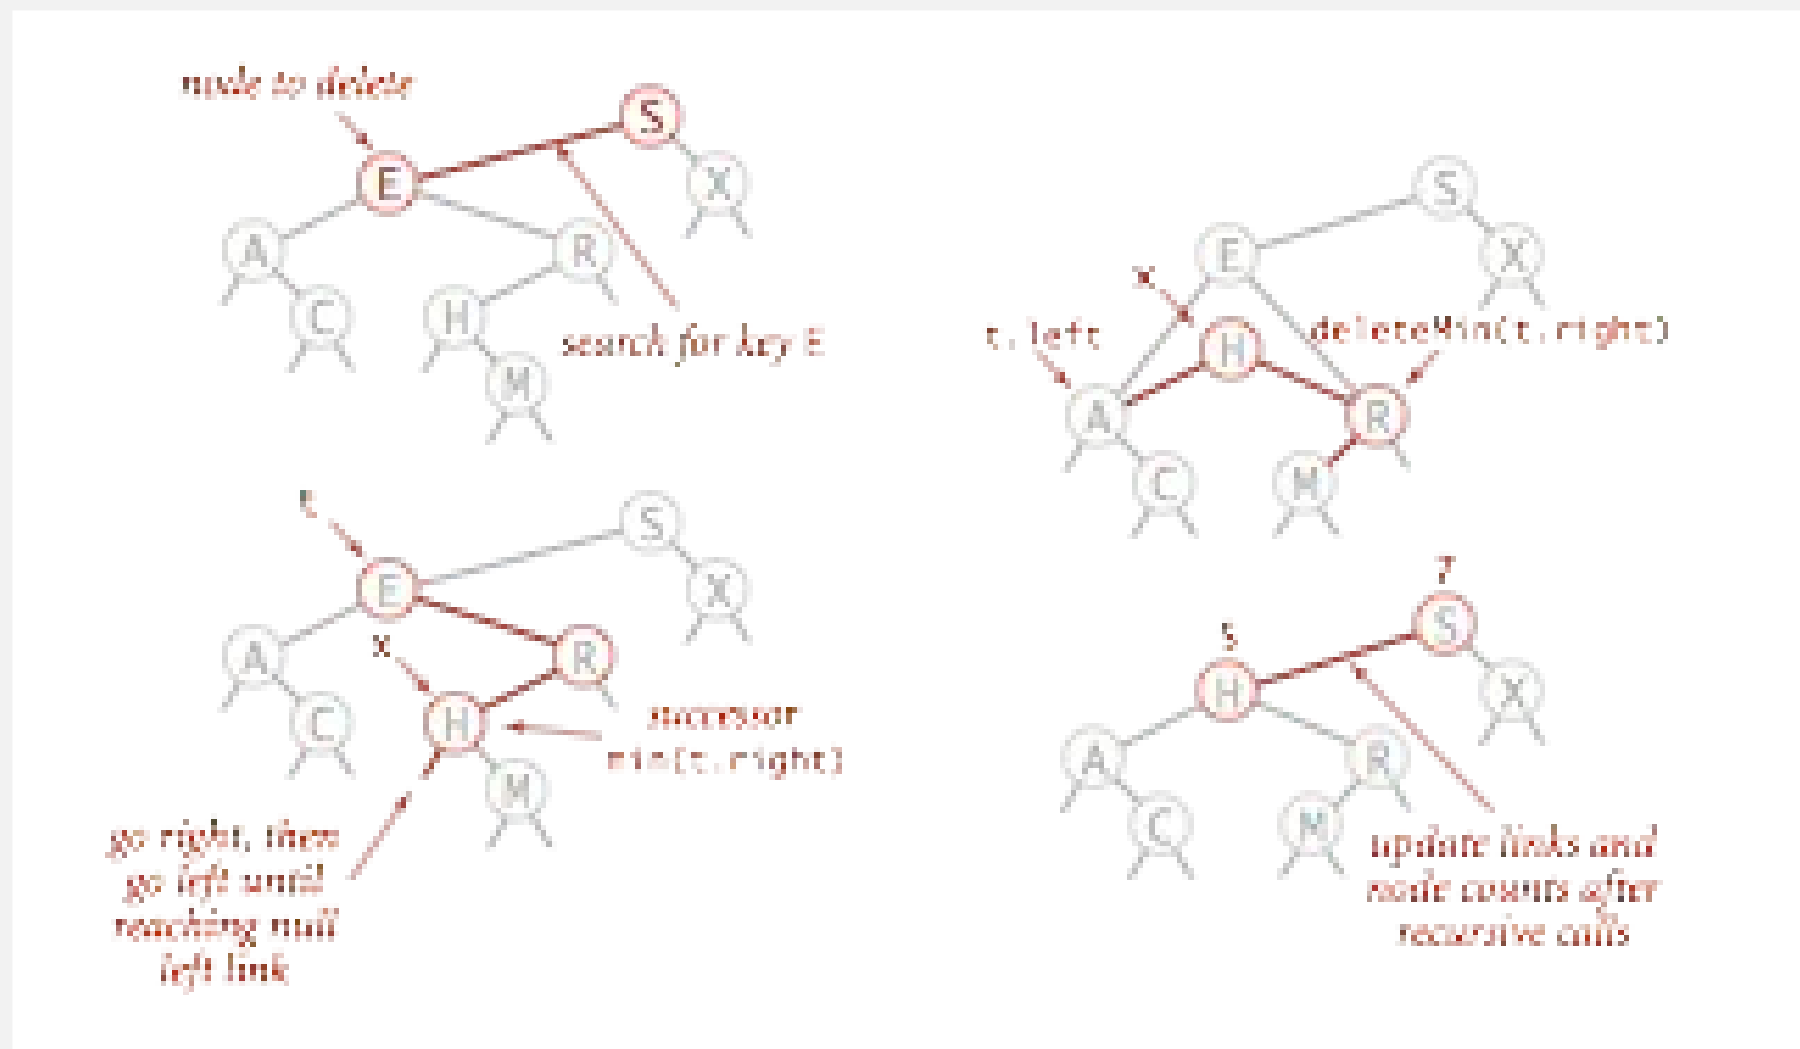 node to delete
S
E
X
A
R
C
H
search for key E
M
t
S
E
X
x
A
R
C
H
successor
min(t.right)
M
go right, then
go left until
reaching null
left link
S
E
X
x
t.left
H
deleteMin(t.right)
A
R
C
M
7
S
5
H
X
A
R
C
M
update links and
node counts after
recursive calls